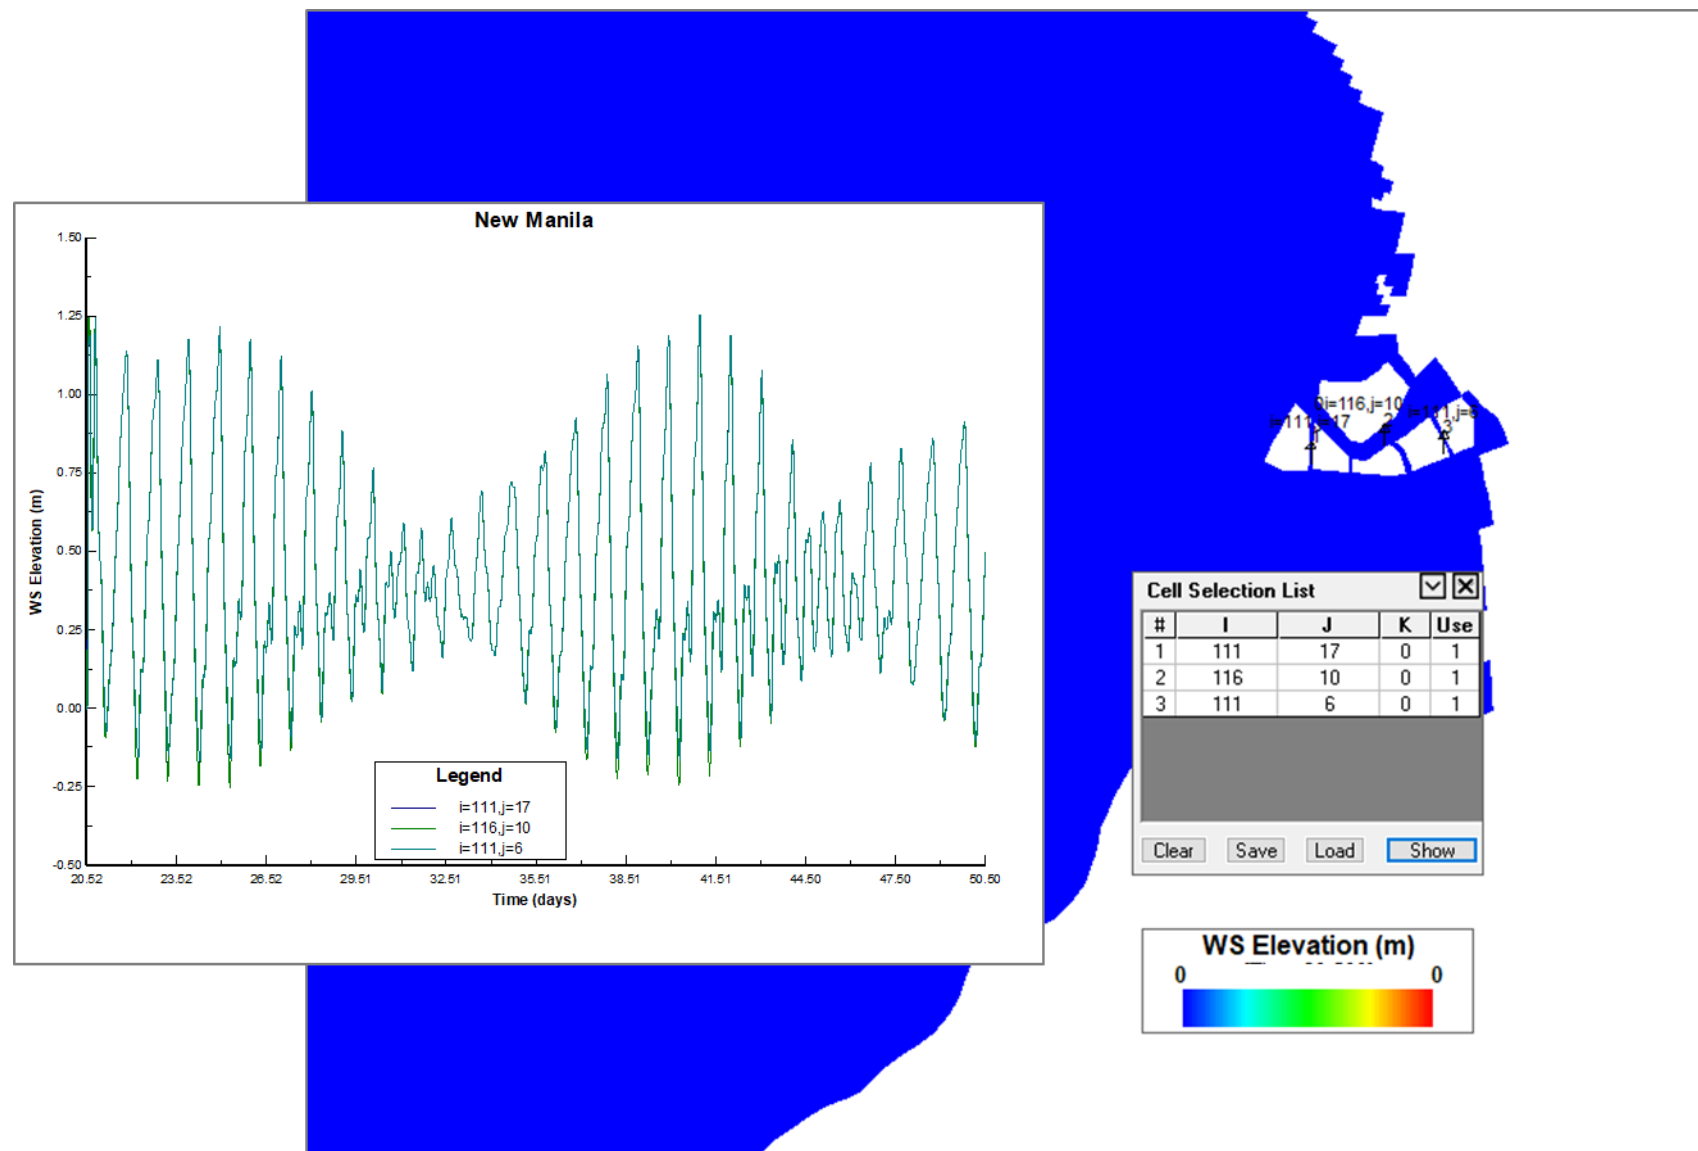 New Manila
1.50
1.25
1.00
0.75
0.50
0.25
0.00
-0.25
-0.50
WS Elevation (m)
20.52 23.52 26.52 29.51 32.51 35.51 38.51 41.51 44.50 47.50 50.50
Time (days)
Legend
i=111,j=17
i=116,j=10
i=111,j=6
i=116,j=10
2
3
1
Cell Selection List
# I J K Use
1 111 17 0 1
2 116 10 0 1
3 111 6 0 1
Clear Save Load Show
WS Elevation (m)
0 0